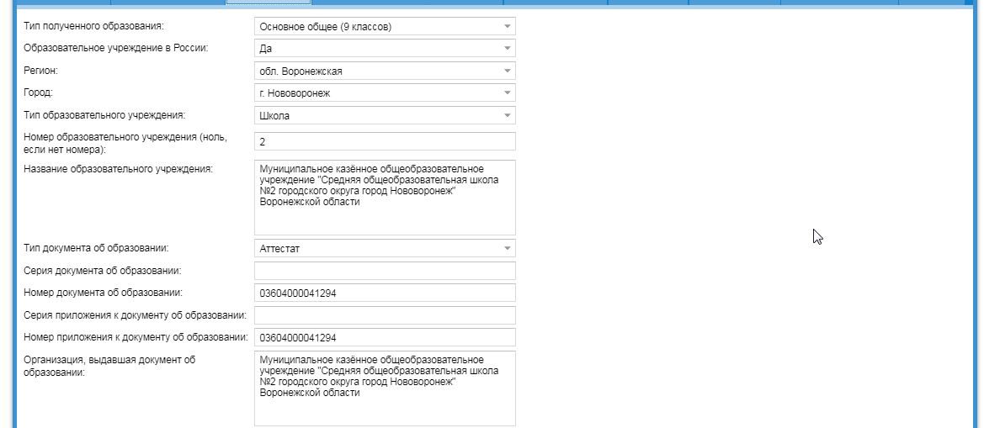 Тип полученного образования:
Основное общее (9 классов)
Образовательное учреждение в России:
Да
Регион:
обл. Воронежская
Город:
г. Нововоронеж
Тип образовательного учреждения:
Школа
Номер образовательного учреждения (ноль,
если нет номера):
2
Название образовательного учреждения:
Муниципальное казённое общеобразовательное
учреждение "Средняя общеобразовательная школа
№2 городского округа город Нововоронеж"
Воронежской области
Тип документа об образовании:
Аттестат
Серия документа об образовании:
Номер документа об образовании:
03604000041294
Серия приложения к документу об образовании:
Номер приложения к документу об образовании:
03604000041294
Организация, выдавшая документ об
образовании:
Муниципальное казённое общеобразовательное
учреждение "Средняя общеобразовательная школа
№2 городского округа город Нововоронеж"
Воронежской области